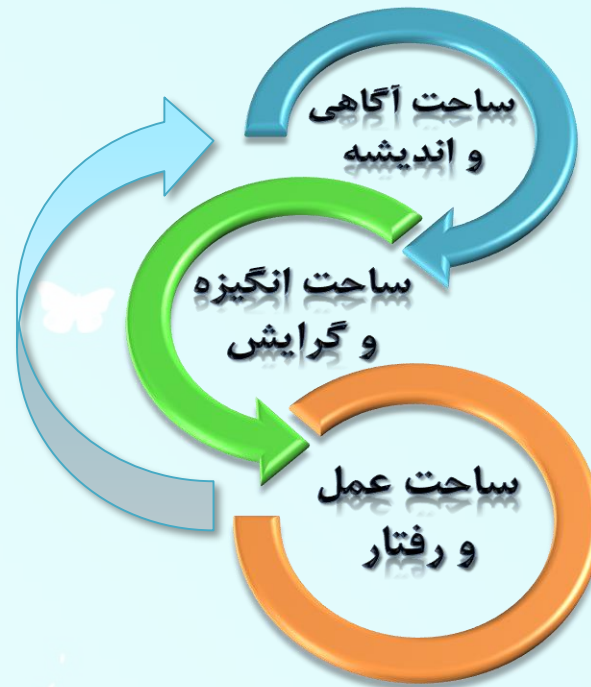 ساحت آگاهی
و اندیشه
ساحت انگیزه
و گرایش
ساحت عمل
و رفتار